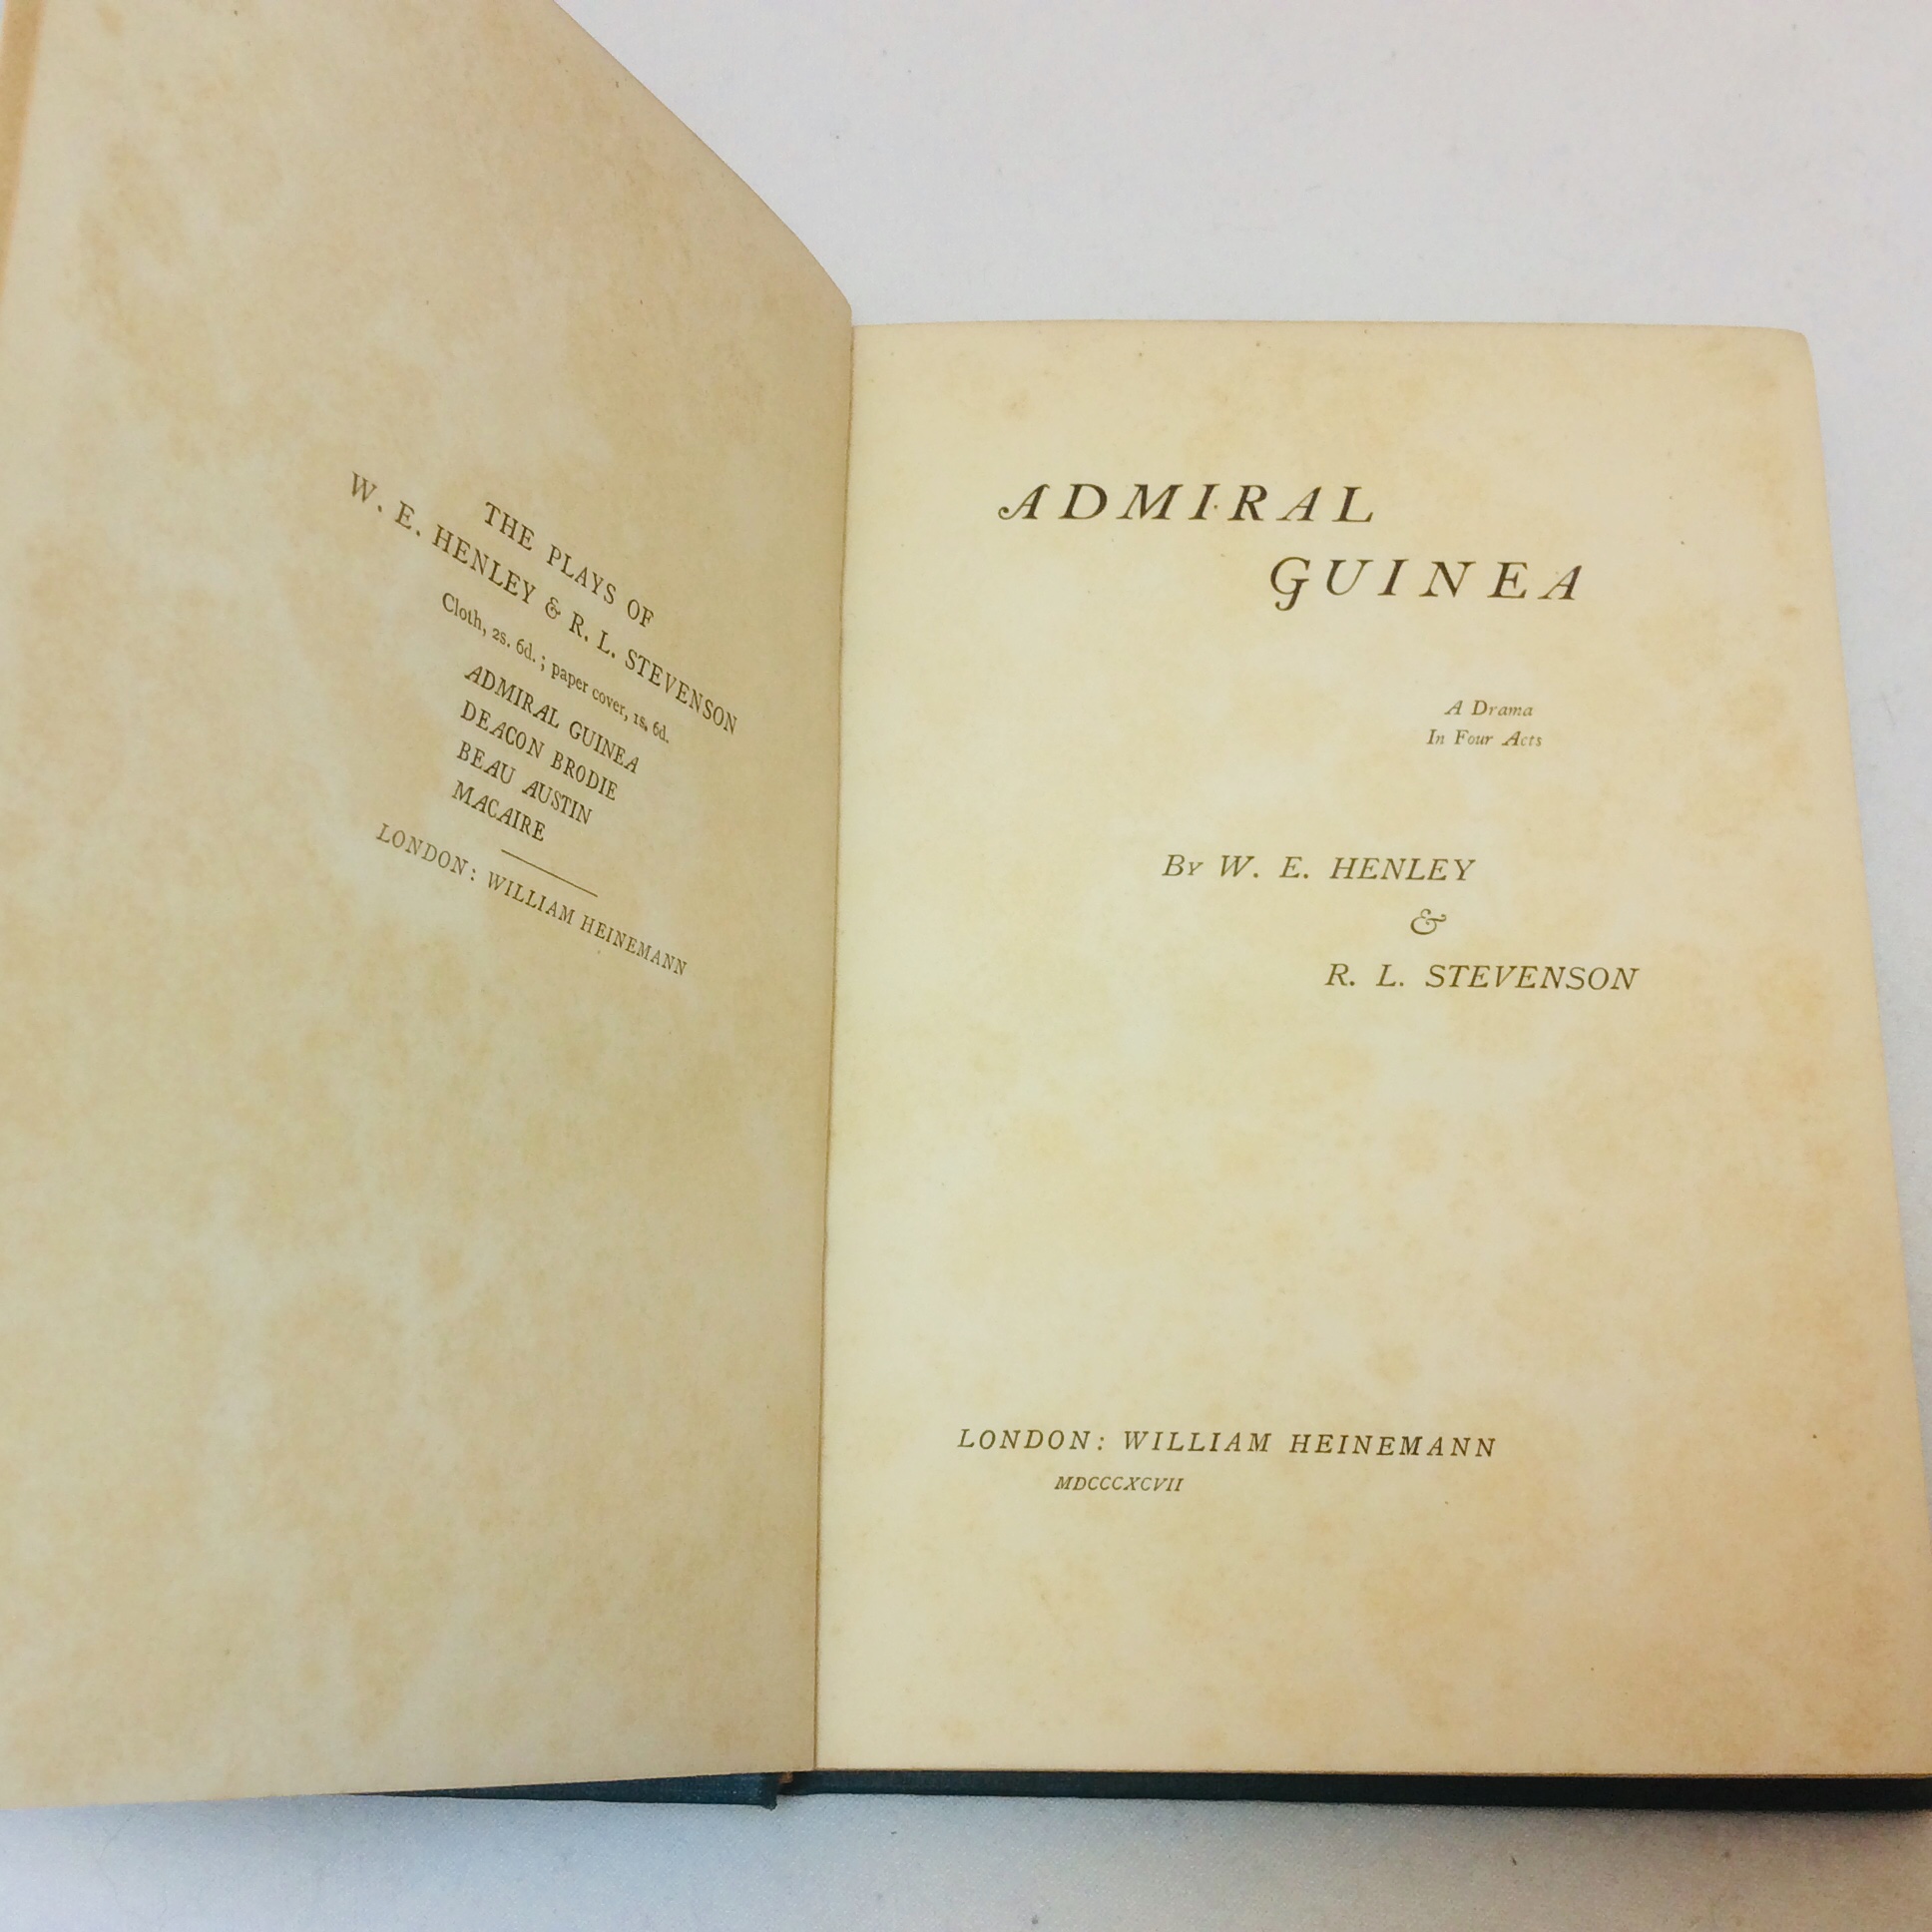 THE PLAYS OF
W. E. HENLEY & R. L. STEVENSON
Cloth, 2s. 6d.; paper cover, 1s. 6d.
ADMIRAL GUINEA
DEACON BRODIE
BEAU AUSTIN
MACAIRE
LONDON: WILLIAM HEINEMANN
ADMIRAL
GUINEA
A Drama
In Four Acts
By W. E. HENLEY
&
R. L. STEVENSON
LONDON: WILLIAM HEINEMANN
MDCCCXCVII